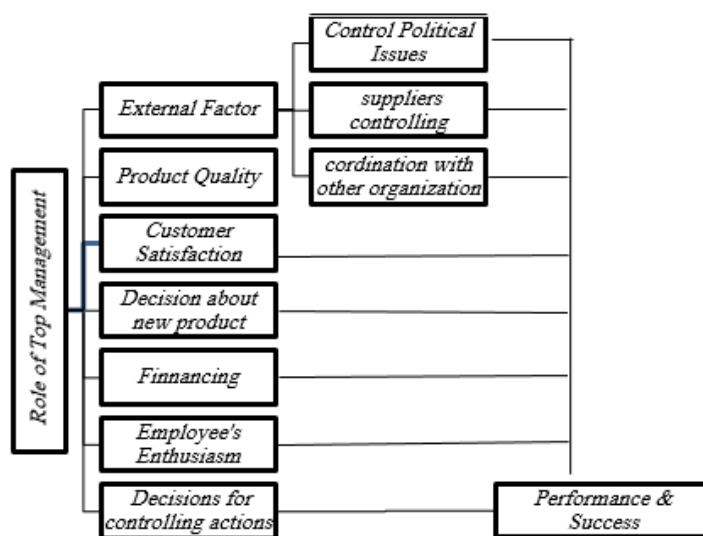 Role of Top Management
External Factor
Product Quality
Customer
Satisfaction
Decision about
new product
Finnancing
Employee's
Enthusiasm
Decisions for
controlling actions
Control Political
Issues
suppliers
controlling
cordination with
other organization
Performance &
Success